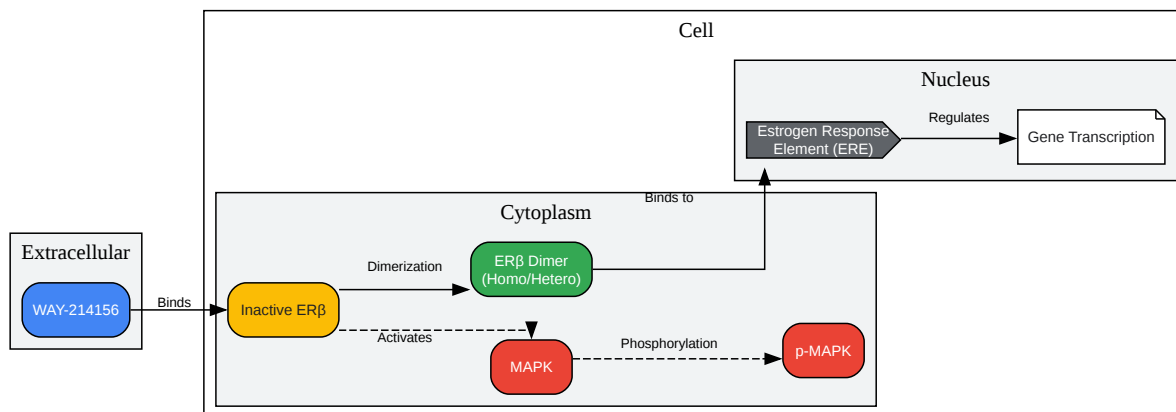 Cell
Nucleus
Estrogen Response
Element (ERE)
Regulates
Gene Transcription
Binds to
Cytoplasm
Extracellular
WAY-214156
Binds
Inactive ERβ
Dimerization
ERβ Dimer
(Homo/Hetero)
Activates
MAPK
Phosphorylation
p-MAPK